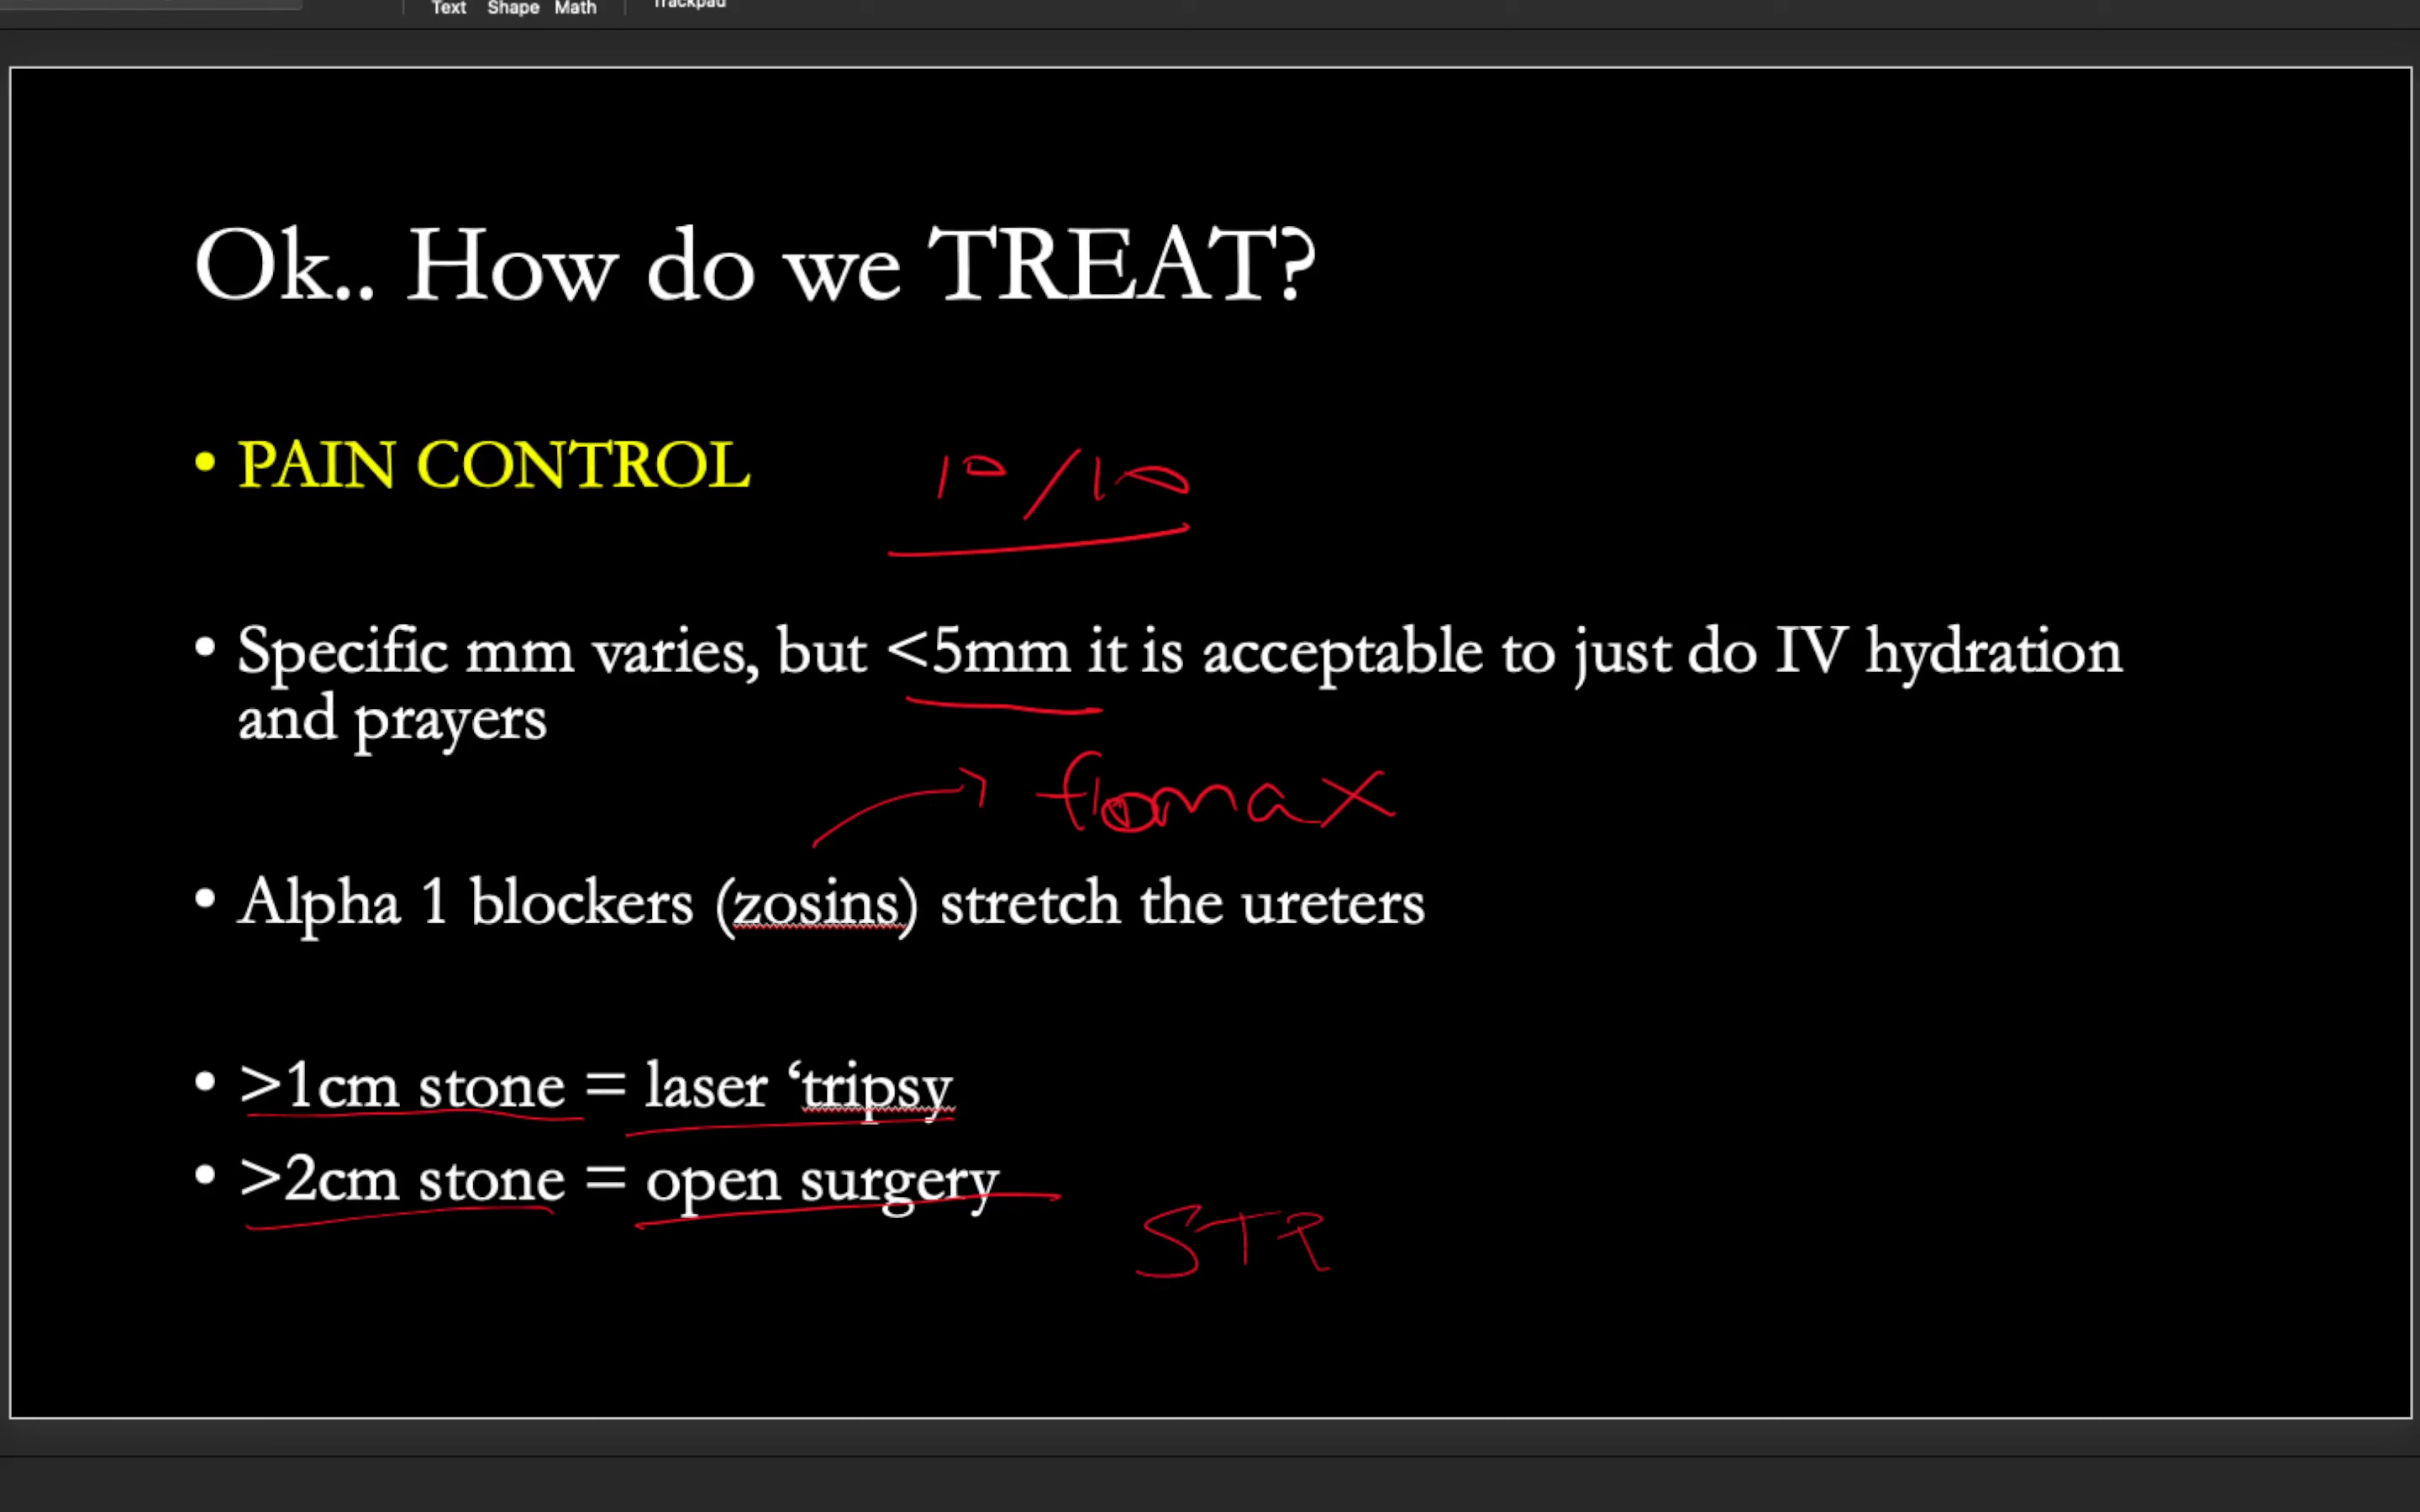 Text Shape Math Trackpad
Ok.. How do we TREAT?
• PAIN CONTROL
10/10
• Specific mm varies, but <5mm it is acceptable to just do IV hydration
and prayers
flomax
• Alpha 1 blockers (zosins) stretch the ureters
• >1cm stone = laser ‘tripsy
• >2cm stone = open surgery